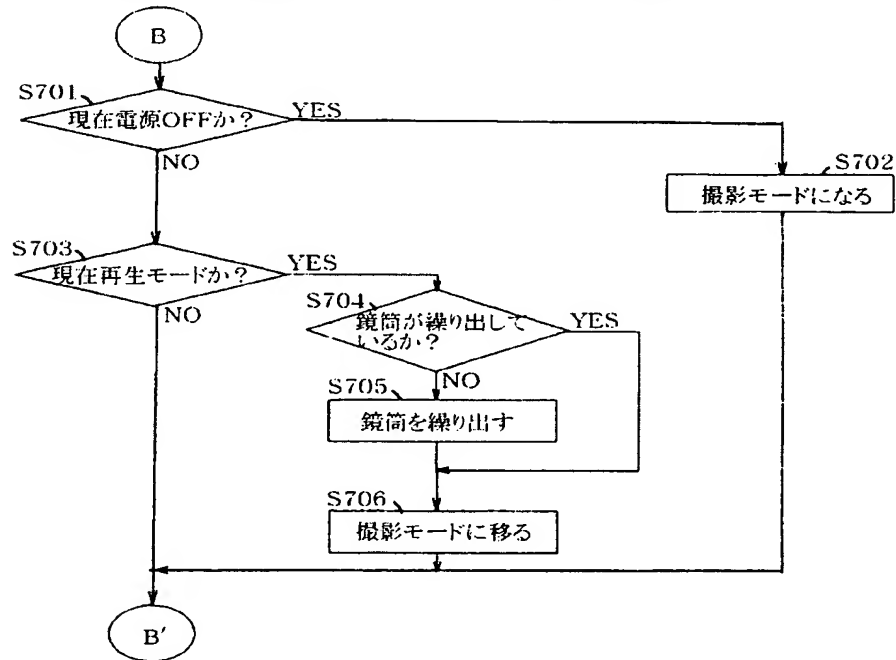 B
S701
現在電源OFFか?
YES
NO
S702
撮影モードになる
S703
現在再生モードか?
YES
NO
S704
鏡筒が繰り出して
いるか?
YES
NO
S705
鏡筒を繰り出す
S706
撮影モードに移る
B'